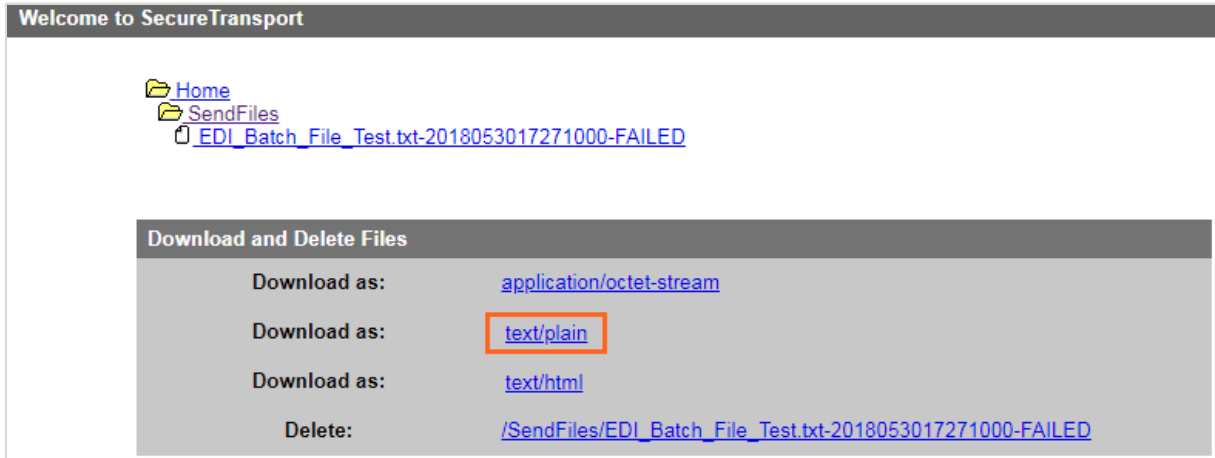 Welcome to SecureTransport
Home
SendFiles
EDI_Batch_File_Test.txt-2018053017271000-FAILED
Download and Delete Files
Download as: application/octet-stream
Download as: text/plain
Download as: text/html
Delete: /SendFiles/EDI_Batch_File_Test.txt-2018053017271000-FAILED